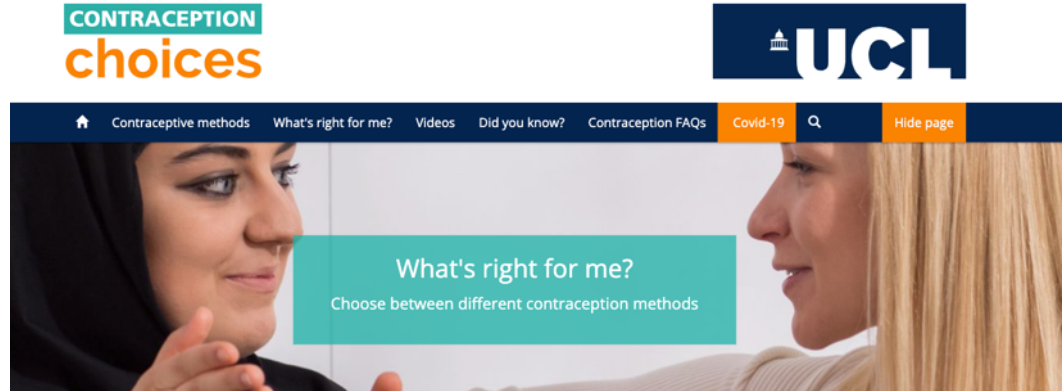 CONTRACEPTION
choices
UCL
Contraceptive methods What's right for me? Videos Did you know? Contraception FAQs Covid-19 Hide page
What's right for me?
Choose between different contraception methods